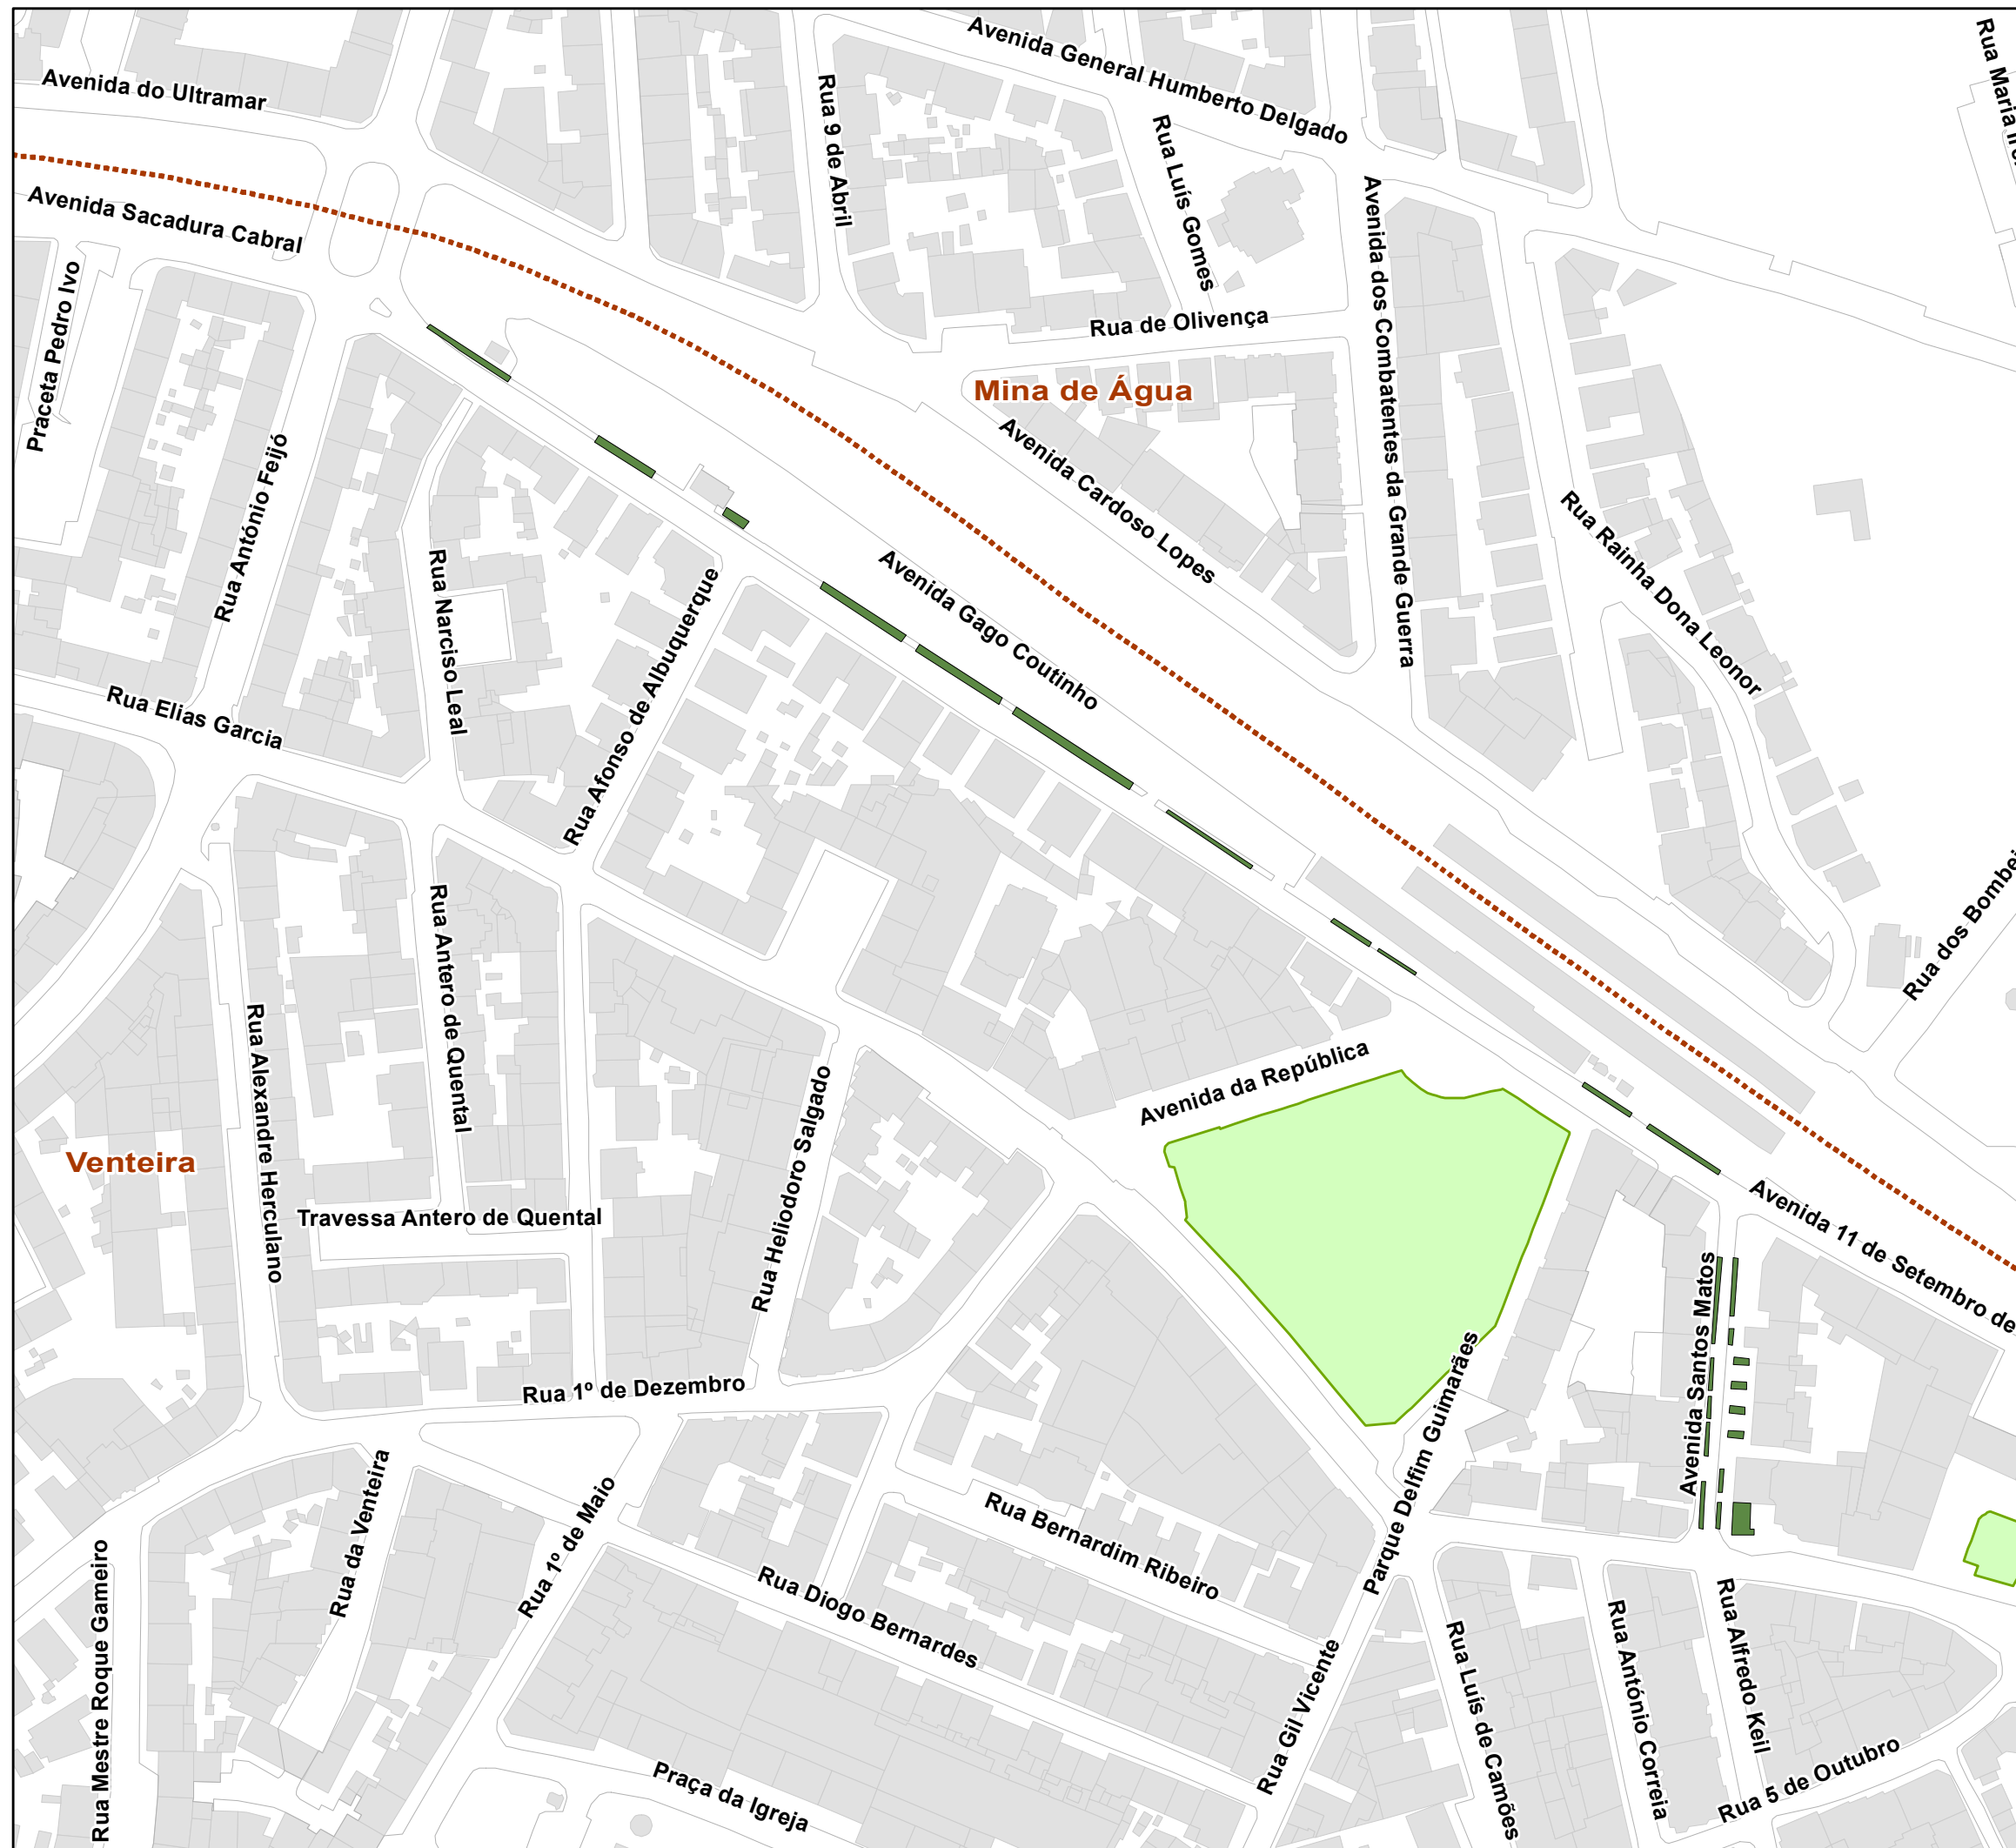 Avenida General Humberto Delgado
Rua Maria
Avenida do Ultramar
Rua 9 de Abril
Rua Luís Gomes
Avenida Sacadura Cabral
Avenida dos Combatentes da Grande Guerra
Praceta Pedro Ivo
Rua de Olivença
Mina de Água
Avenida Cardoso Lopes
Rua António Feijó
Rua Narciso Leal
Rua Afonso de Albuquerque
Avenida Gago Coutinho
Rua Rainha Dona Leonor
Rua Elias Garcia
Rua dos Bombei
Rua Antero de Quental
Rua Alexandre Herculano
Avenida da República
Rua Heliodoro Salgado
Venteira
Travessa Antero de Quental
Avenida 11 de Setembro de
Avenida Santos Matos
Parque Delfim Guimarães
Rua 1º de Dezembro
Rua da Venteira
Rua 1º de Maio
Rua Bernardim Ribeiro
Rua Diogo Bernardes
Rua Mestre Roque Gameiro
Rua Gil Vicente
Rua Luís de Camões
Rua António Correia
Rua Alfredo Keil
Rua 5 de Outubro
Praça da Igreja